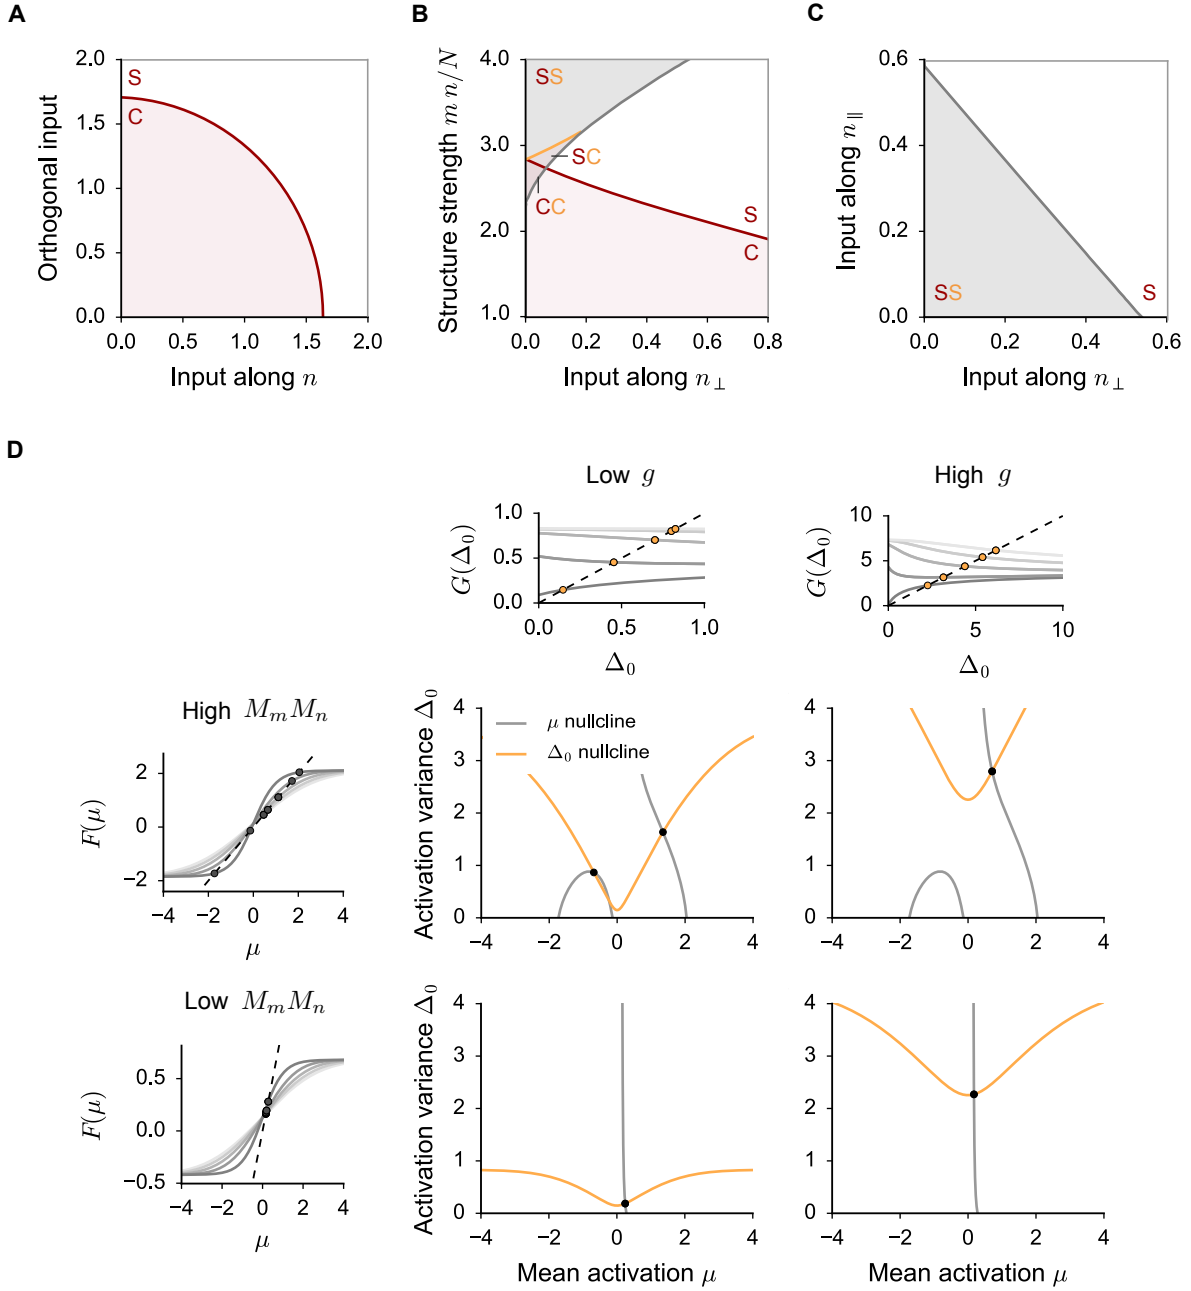 A
B
C
2.0
1.5
1.0
0.5
0.0
Orthogonal input
S
C
0.0 0.5 1.0 1.5 2.0
Input along n
4.0
3.0
2.0
1.0
Structure strength m n/N
SS
SC
CC
S
C
0.0 0.2 0.4 0.6 0.8
Input along n⊥
0.6
0.4
0.2
0.0
Input along n∥
SS
S
0.0 0.2 0.4 0.6
Input along n⊥
D
Low g
High g
1.0
0.5
0.0
G(Δ₀)
0.0 0.5 1.0
Δ₀
10
5
0
G(Δ₀)
0 5 10
Δ₀
High MₘMₙ
2
0
−2
F(μ)
−4 −2 0 2 4
μ
4
3
2
1
0
Activation variance Δ₀
μ nullcline
Δ₀ nullcline
−4 −2 0 2 4
4
3
2
1
0
−4 −2 0 2 4
Low MₘMₙ
0.5
0.0
−0.5
F(μ)
−4 −2 0 2 4
μ
4
3
2
1
0
Activation variance Δ₀
−4 −2 0 2 4
Mean activation μ
4
3
2
1
0
−4 −2 0 2 4
Mean activation μ